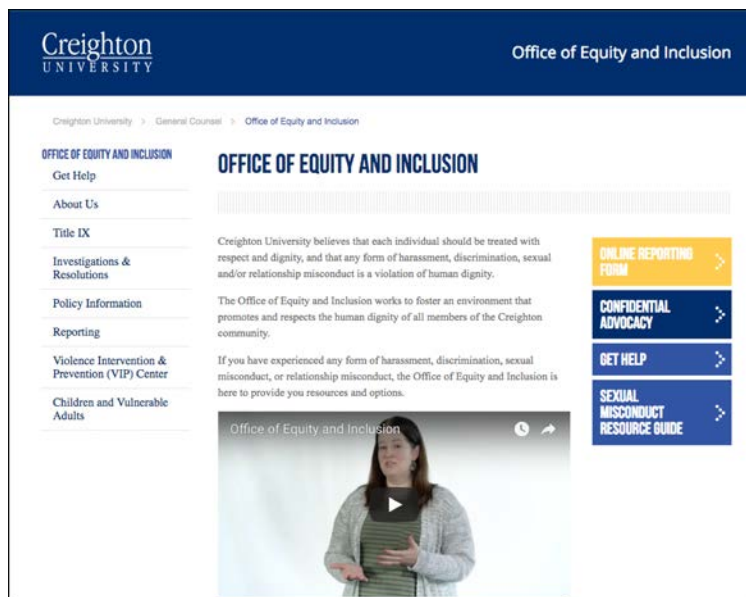 Creighton
UNIVERSITY
Office of Equity and Inclusion
Creighton University > General Counsel > Office of Equity and Inclusion
OFFICE OF EQUITY AND INCLUSION
Get Help
About Us
Title IX
Investigations &
Resolutions
Policy Information
Reporting
Violence Intervention &
Prevention (VIP) Center
Children and Vulnerable
Adults
OFFICE OF EQUITY AND INCLUSION
Creighton University believes that each individual should be treated with
respect and dignity, and that any form of harassment, discrimination, sexual
and/or relationship misconduct is a violation of human dignity.
The Office of Equity and Inclusion works to foster an environment that
promotes and respects the human dignity of all members of the Creighton
community.
If you have experienced any form of harassment, discrimination, sexual
misconduct, or relationship misconduct, the Office of Equity and Inclusion is
here to provide you resources and options.
Office of Equity and Inclusion
ONLINE REPORTING
FORM
CONFIDENTIAL
ADVOCACY
GET HELP
SEXUAL
MISCONDUCT
RESOURCE GUIDE